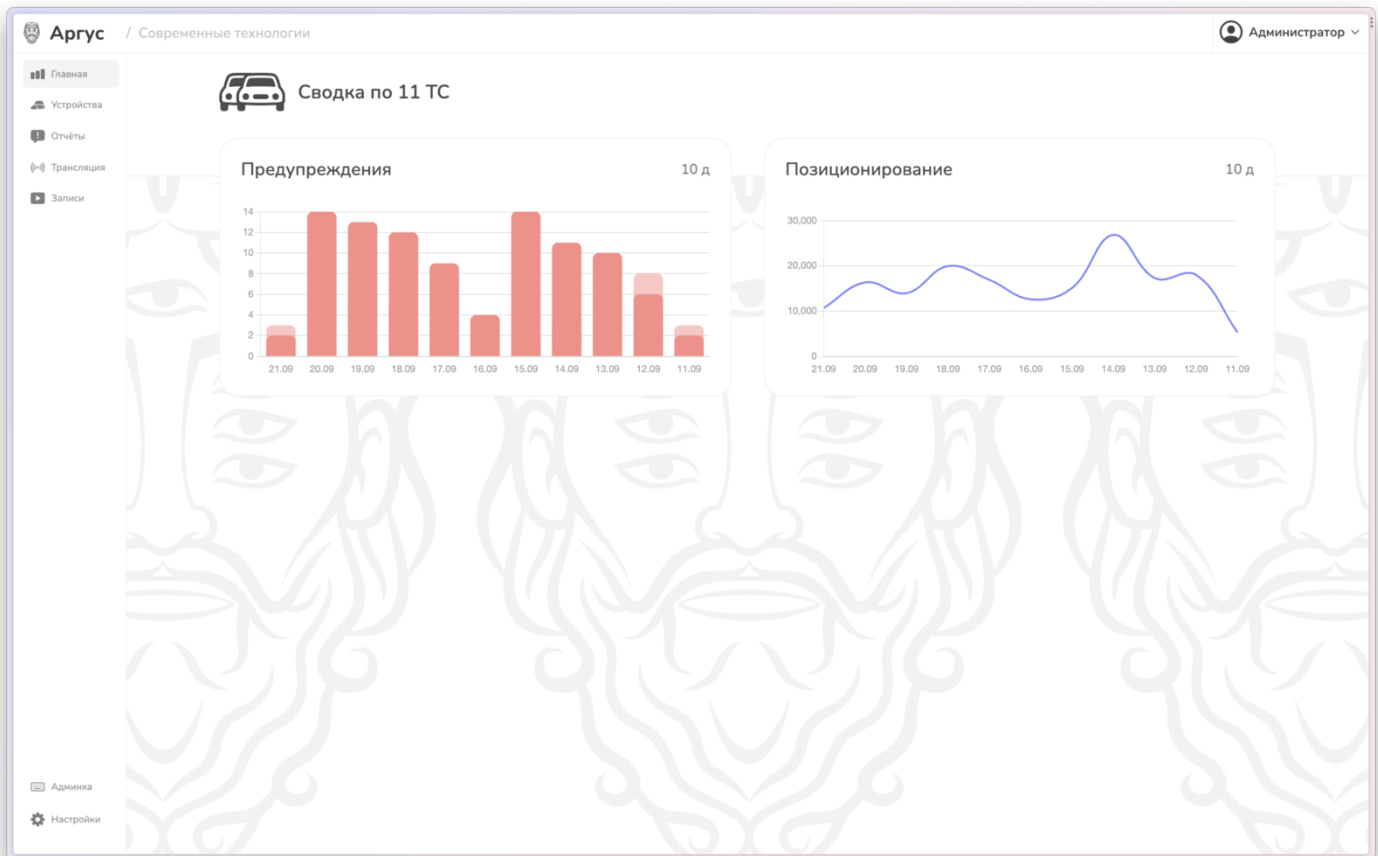 Аргус / Современные технологии
Администратор
Главная
Устройства
Отчёты
Трансляция
Записи
Админка
Настройки
Сводка по 11 ТС
Предупреждения 10 д
14
12
10
8
6
4
2
0
21.09 20.09 19.09 18.09 17.09 16.09 15.09 14.09 13.09 12.09 11.09
Позиционирование 10 д
30,000
20,000
10,000
0
21.09 20.09 19.09 18.09 17.09 16.09 15.09 14.09 13.09 12.09 11.09